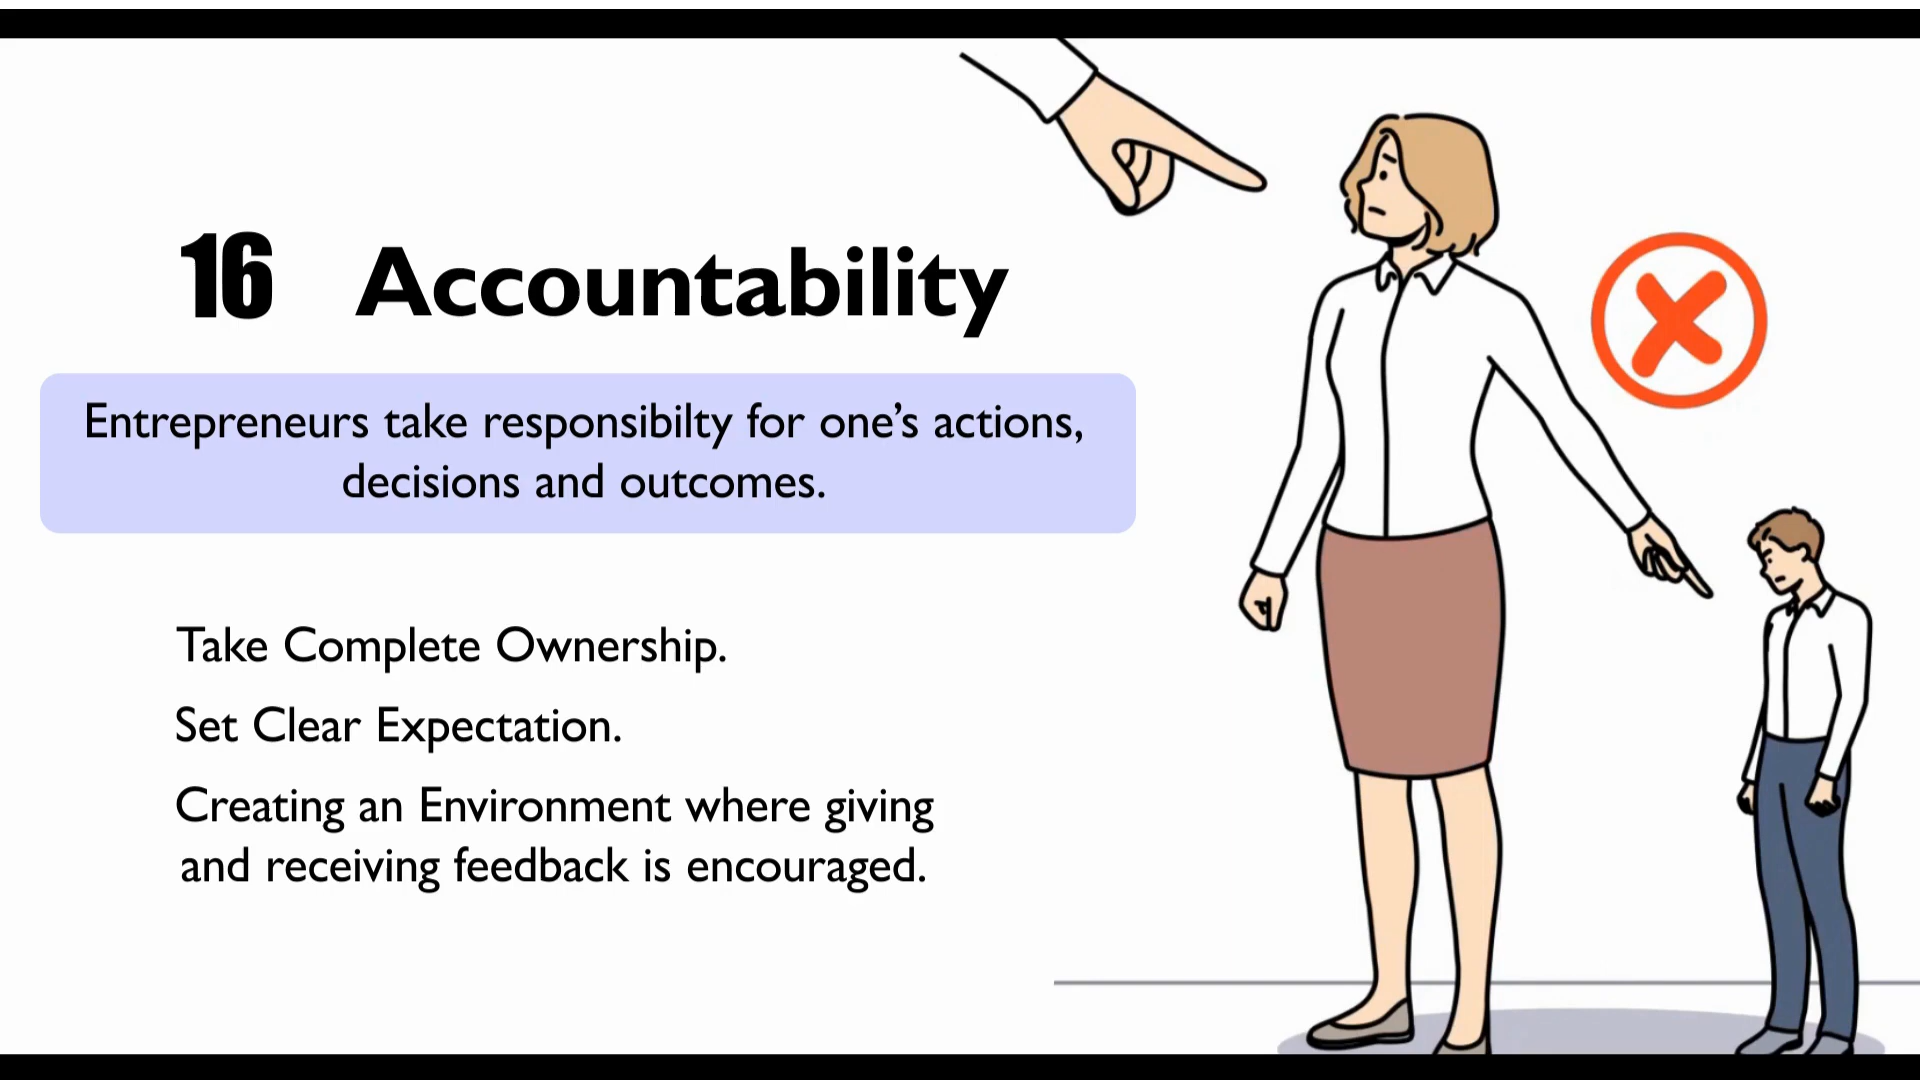 16 Accountability
Entrepreneurs take responsibilty for one’s actions,
decisions and outcomes.
Take Complete Ownership.
Set Clear Expectation.
Creating an Environment where giving
and receiving feedback is encouraged.